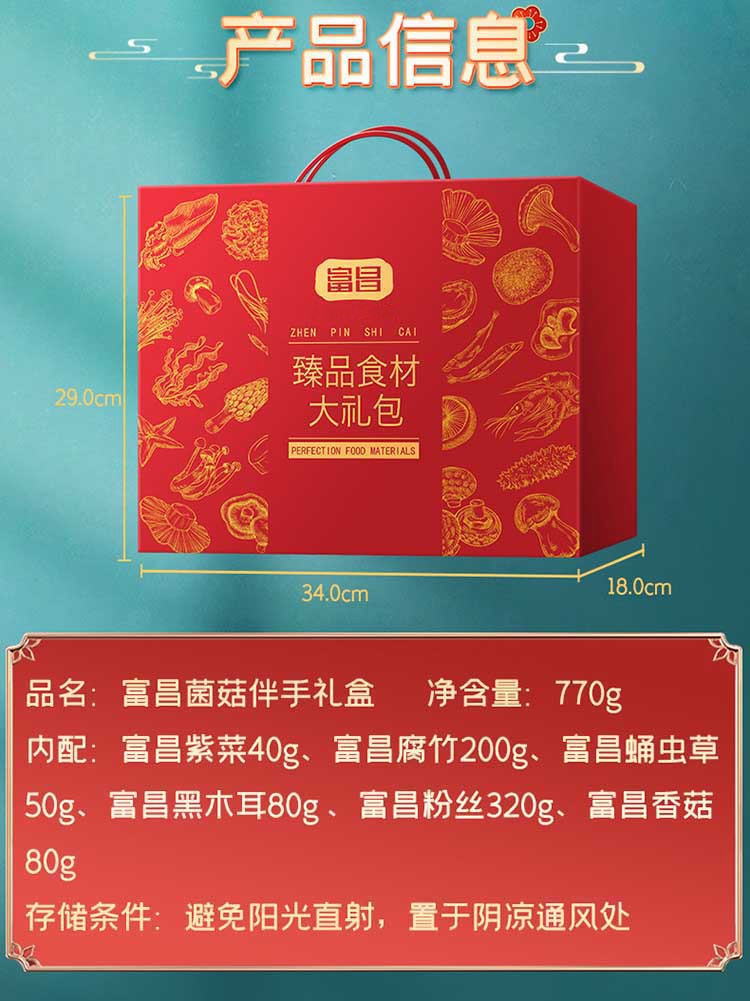 产品信息
富昌
ZHEN PIN SHI CAI
臻品食材
大礼包
PERFECTION FOOD MATERIALS
29.0cm
34.0cm
18.0cm
品名：富昌菌菇伴手礼盒 净含量：770g
内配：富昌紫菜40g、富昌腐竹200g、富昌蛹虫草
50g、富昌黑木耳80g、富昌粉丝320g、富昌香菇
80g
存储条件：避免阳光直射，置于阴凉通风处